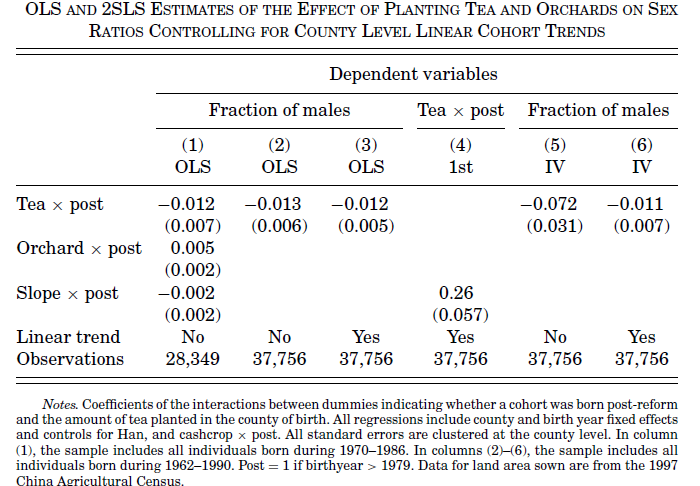 OLS AND 2SLS ESTIMATES OF THE EFFECT OF PLANTING TEA AND ORCHARDS ON SEX
RATIOS CONTROLLING FOR COUNTY LEVEL LINEAR COHORT TRENDS
Dependent variables
Fraction of males Tea × post Fraction of males
(1) (2) (3) (4) (5) (6)
OLS OLS OLS 1st IV IV
Tea × post −0.012 −0.013 −0.012 −0.072 −0.011
(0.007) (0.006) (0.005) (0.031) (0.007)
Orchard × post 0.005
(0.002)
Slope × post −0.002 0.26
(0.002) (0.057)
Linear trend No No Yes Yes No Yes
Observations 28,349 37,756 37,756 37,756 37,756 37,756
Notes. Coefficients of the interactions between dummies indicating whether a cohort was born post-reform
and the amount of tea planted in the county of birth. All regressions include county and birth year fixed effects
and controls for Han, and cashcrop × post. All standard errors are clustered at the county level. In column
(1), the sample includes all individuals born during 1970–1986. In columns (2)–(6), the sample includes all
individuals born during 1962–1990. Post = 1 if birthyear > 1979. Data for land area sown are from the 1997
China Agricultural Census.